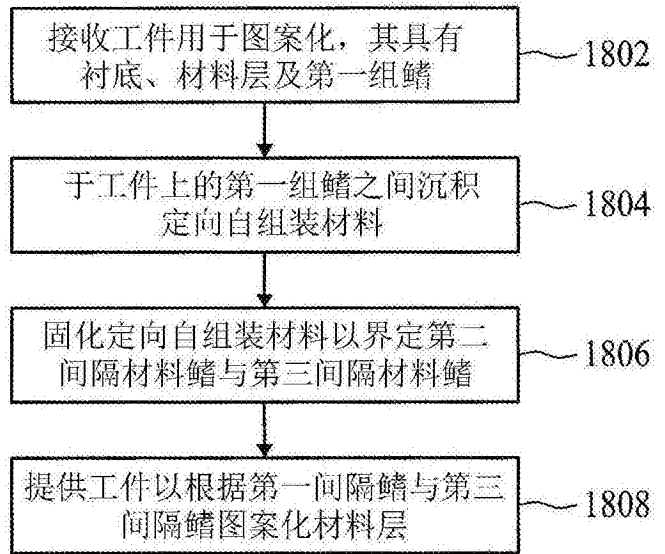 接收工件用于图案化，其具有
衬底、材料层及第一组鳍
1802
于工件上的第一组鳍之间沉积
定向自组装材料
1804
固化定向自组装材料以界定第二
间隔材料鳍与第三间隔材料鳍
1806
提供工件以根据第一间隔鳍与第三
间隔鳍图案化材料层
1808